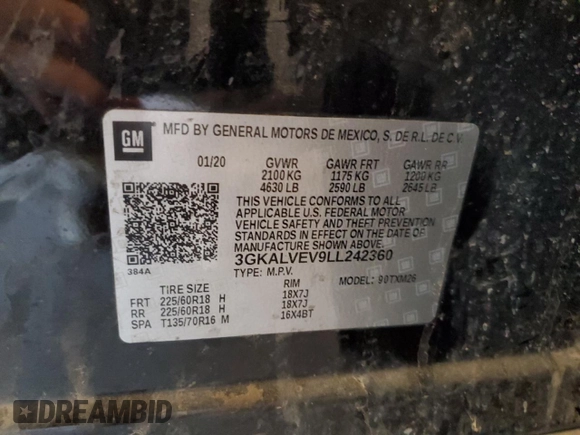 GM MFD BY GENERAL MOTORS DE MEXICO, S. DE R.L. DE C.V.
01/20 GVWR GAWR FRT GAWR RR
2100 KG 1175 KG 1200 KG
4630 LB 2590 LB 2645 LB
THIS VEHICLE CONFORMS TO ALL
APPLICABLE U.S. FEDERAL MOTOR
VEHICLE SAFETY AND THEFT PREVENTION
STANDARDS IN EFFECT ON THE DATE OF
MANUFACTURE SHOWN ABOVE.
384A
3GKALVEV9LL242360
TYPE: M.P.V. MODEL: 99TXM26
TIRE SIZE RIM
FRT 225/60R18 H 18X7J
RR 225/60R18 H 18X7J
SPA T135/70R16 M 16X4BT
DREAMBID